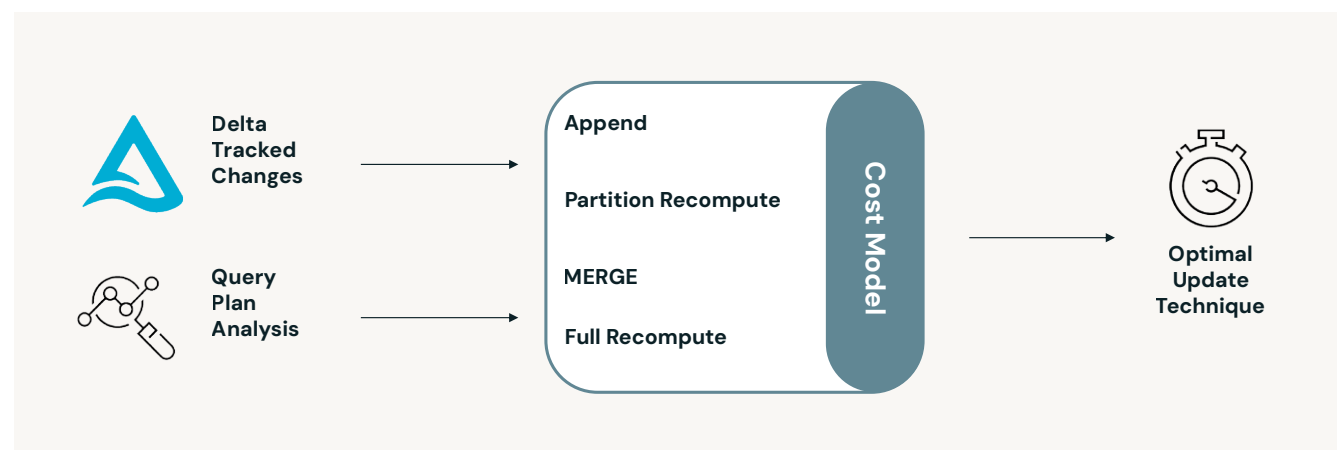 Delta
Tracked
Changes
Query
Plan
Analysis
Append
Partition Recompute
MERGE
Full Recompute
Cost Model
Optimal
Update
Technique